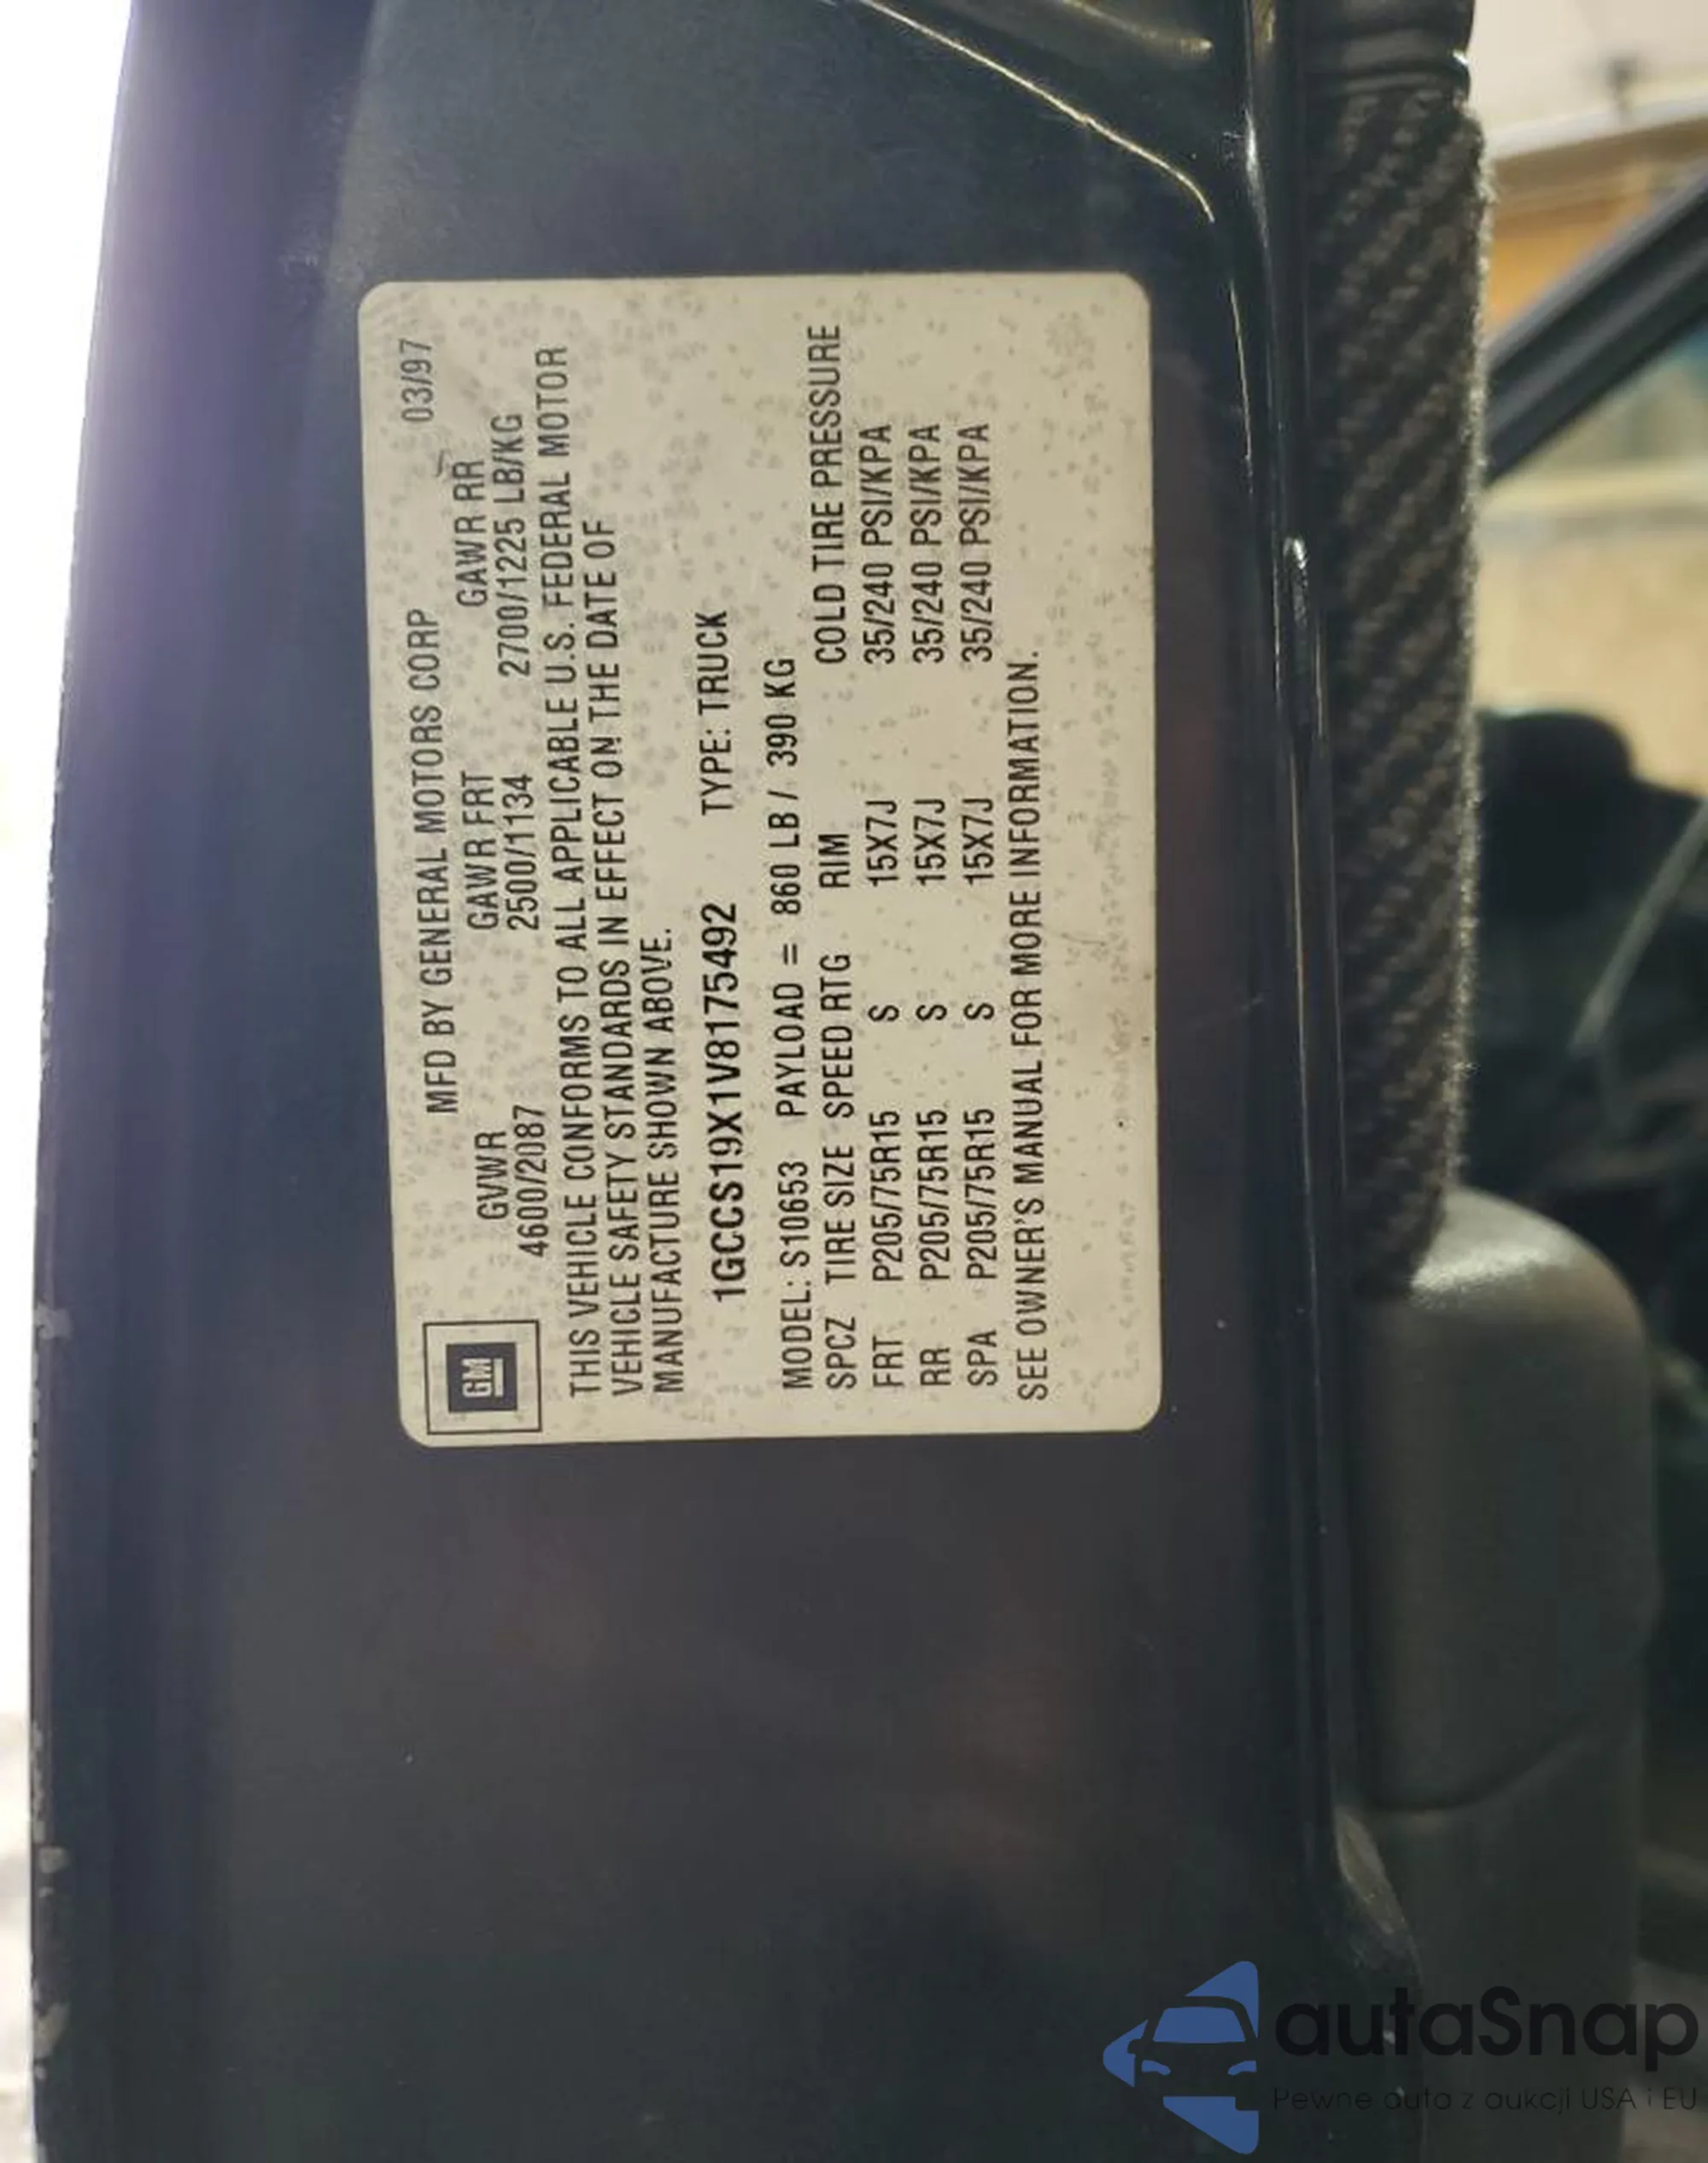 GM
MFD BY GENERAL MOTORS CORP 03/97
GVWR GAWR FRT GAWR RR
4600/2087 2500/1134 2700/1225 LB/KG
THIS VEHICLE CONFORMS TO ALL APPLICABLE U.S. FEDERAL MOTOR
VEHICLE SAFETY STANDARDS IN EFFECT ON THE DATE OF
MANUFACTURE SHOWN ABOVE.
1GCCS19X1V8175492 TYPE: TRUCK
MODEL: S10653 PAYLOAD = 860 LB / 390 KG
SPCZ TIRE SIZE SPEED RTG RIM COLD TIRE PRESSURE
FRT P205/75R15 S 15X7J 35/240 PSI/KPA
RR P205/75R15 S 15X7J 35/240 PSI/KPA
SPA P205/75R15 S 15X7J 35/240 PSI/KPA
SEE OWNER'S MANUAL FOR MORE INFORMATION.
autaSnap
Pewne auta z aukcji USA i EU